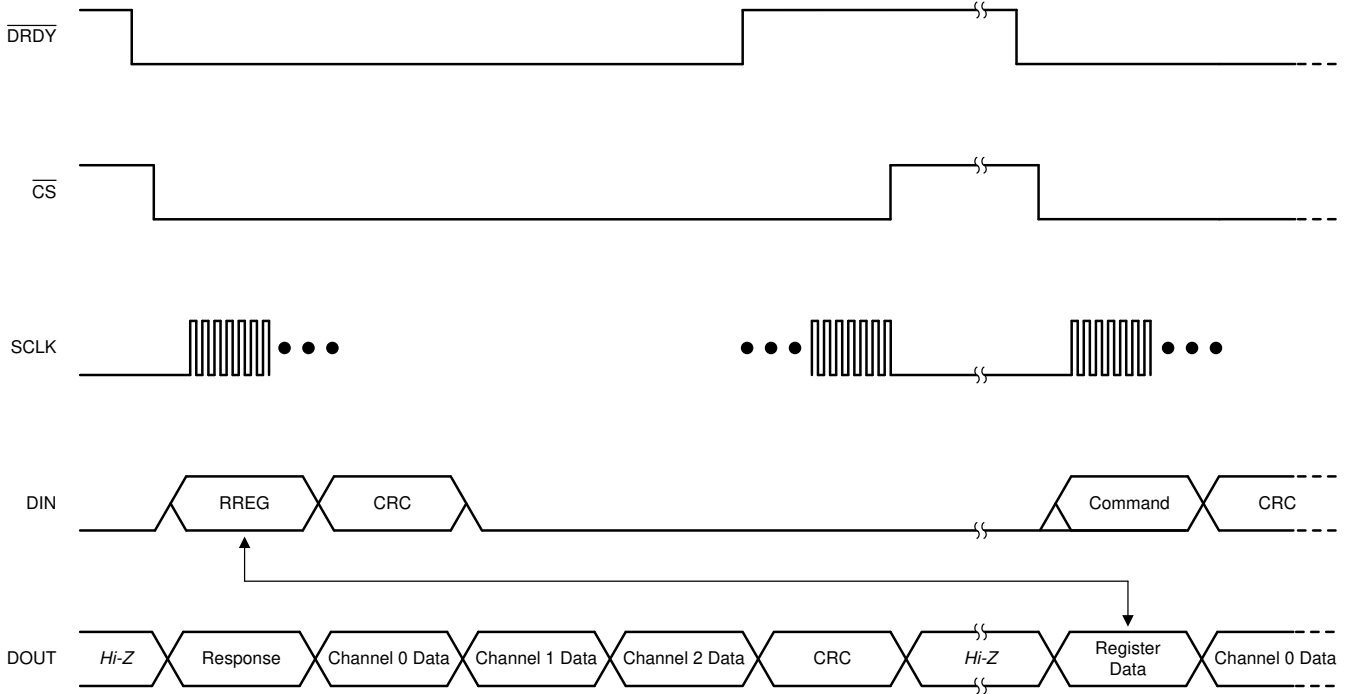 DRDY
CS
SCLK
DIN
RREG
CRC
Command
CRC
DOUT
Hi-Z
Response
Channel 0 Data
Channel 1 Data
Channel 2 Data
CRC
Hi-Z
Register
Data
Channel 0 Data